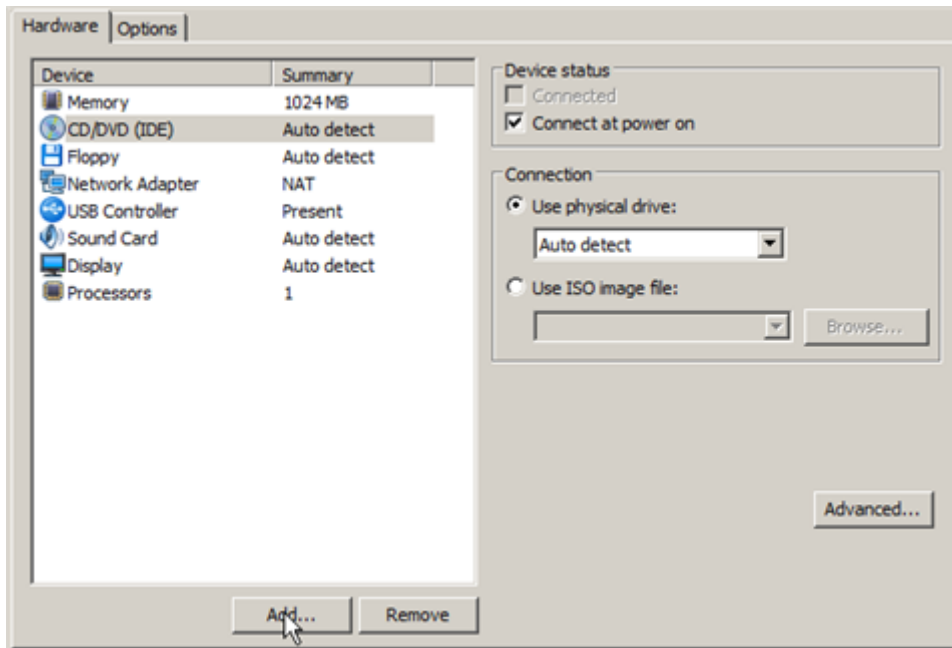 Hardware Options
Device Summary
Memory 1024 MB
CD/DVD (IDE) Auto detect
Floppy Auto detect
Network Adapter NAT
USB Controller Present
Sound Card Auto detect
Display Auto detect
Processors 1
Add... Remove
Device status
Connected
Connect at power on
Connection
Use physical drive:
Auto detect
Use ISO image file:
Browse...
Advanced...